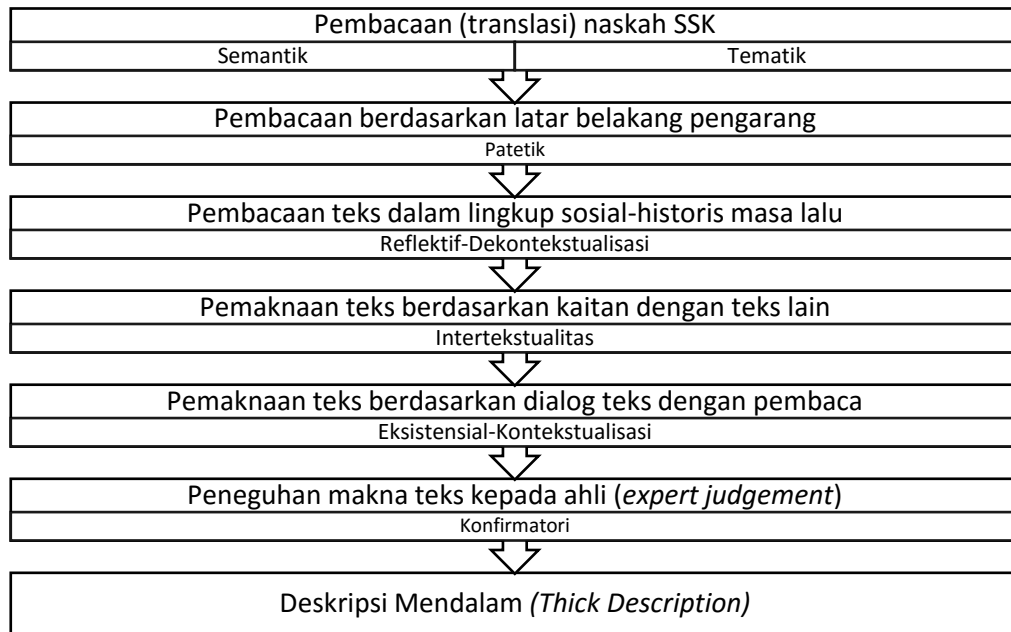 Pembacaan (translasi) naskah SSK
Semantik
Tematik
Pembacaan berdasarkan latar belakang pengarang
Patetik
Pembacaan teks dalam lingkup sosial-historis masa lalu
Reflektif-Dekontekstualisasi
Pemaknaan teks berdasarkan kaitan dengan teks lain
Intertekstualitas
Pemaknaan teks berdasarkan dialog teks dengan pembaca
Eksistensial-Kontekstualisasi
Peneguhan makna teks kepada ahli (expert judgement)
Konfirmatori
Deskripsi Mendalam (Thick Description)